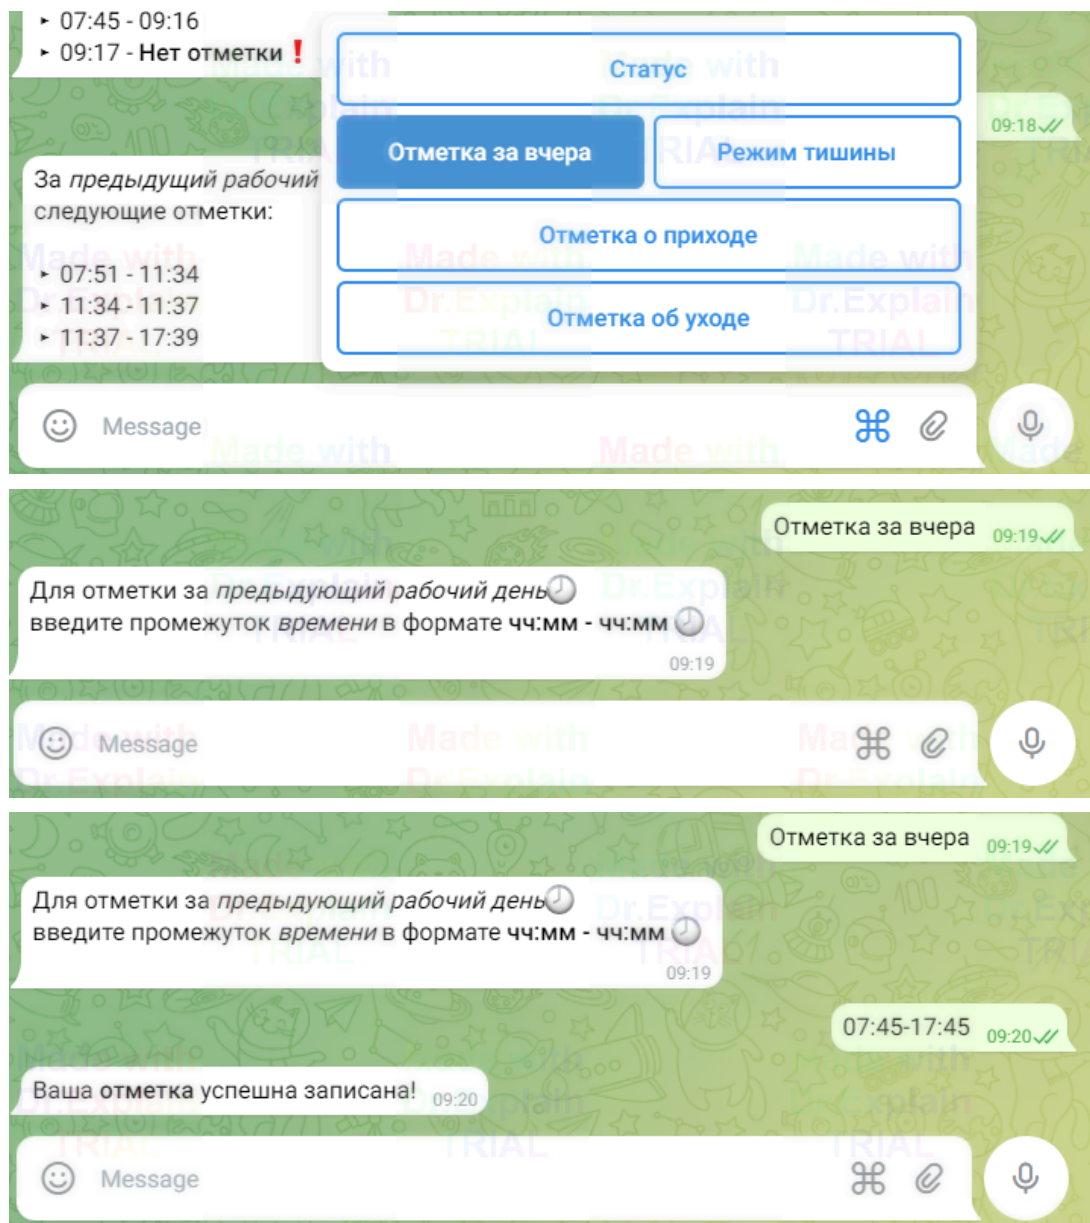 07:45 - 09:16
09:17 - Нет отметки❗
09:18
За предыдущий рабочий
следующие отметки:
07:51 - 11:34
11:34 - 11:37
11:37 - 17:39
Статус
Отметка за вчера
Режим тишины
Отметка о приходе
Отметка об уходе
Message
Отметка за вчера 09:19
Для отметки за предыдущий рабочий день🕗
введите промежуток времени в формате чч:мм - чч:мм 🕗
09:19
Message
Отметка за вчера 09:19
Для отметки за предыдущий рабочий день🕗
введите промежуток времени в формате чч:мм - чч:мм 🕗
09:19
07:45-17:45 09:20
Ваша отметка успешна записана! 09:20
Message
Made with
Dr.Explain
TRIAL